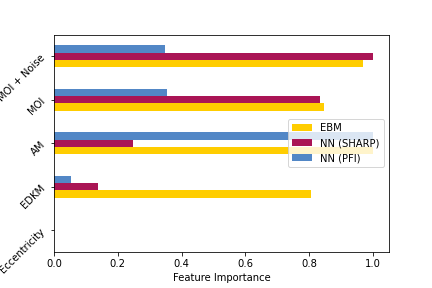 MOI + Noise
MOI
AM
EDKM
Eccentricity
EBM
NN (SHARP)
NN (PFI)
0.0 0.2 0.4 0.6 0.8 1.0
Feature Importance